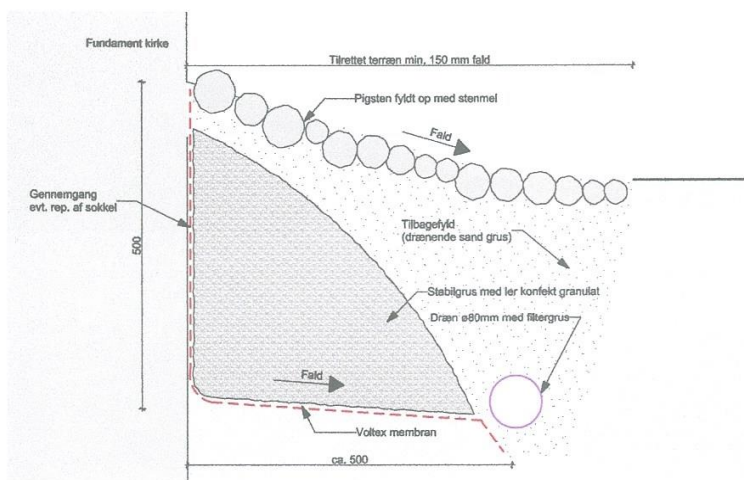 Fundament kirke
Tilrettet terræn min. 150 mm fald
Pigsten fyldt op med stenmel
Fald
Gennemgang
evt. rep. af sokkel
500
Tilbagefyld
(drænende sand grus)
Stabilgrus med ler konfekt granulat
Dræn ø80mm med filtergrus
Fald
Voltex membran
ca. 500